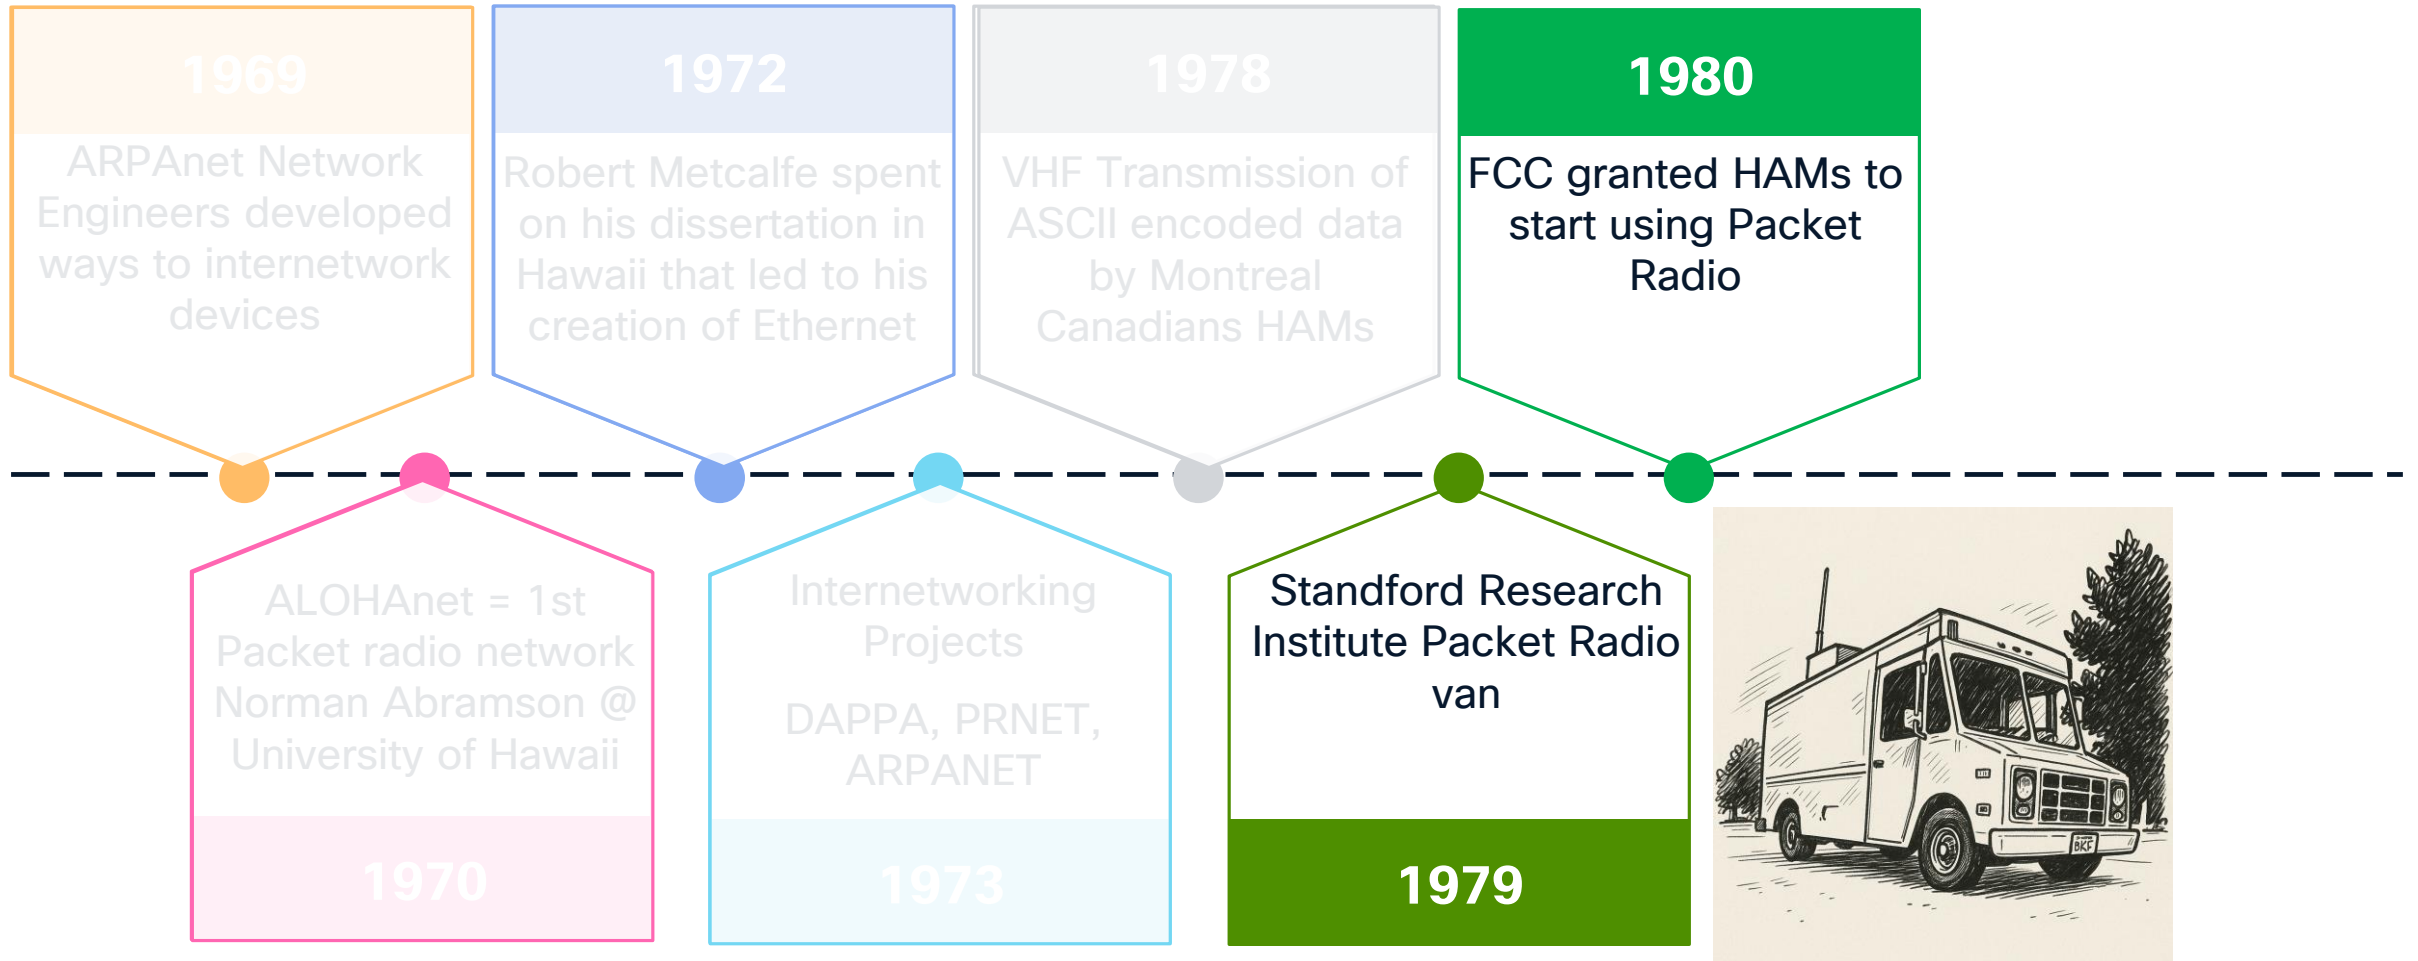 1969
ARPAnet Network
Engineers developed
ways to internetwork
devices
1972
Robert Metcalfe spent
on his dissertation in
Hawaii that led to his
creation of Ethernet
1978
VHF Transmission of
ASCII encoded data
by Montreal
Canadians HAMs
1980
FCC granted HAMs to
start using Packet
Radio
ALOHAnet = 1st
Packet radio network
Norman Abramson @
University of Hawaii
1970
Internetworking
Projects
DAPPA, PRNET,
ARPANET
1973
Standford Research
Institute Packet Radio
van
1979
BKF